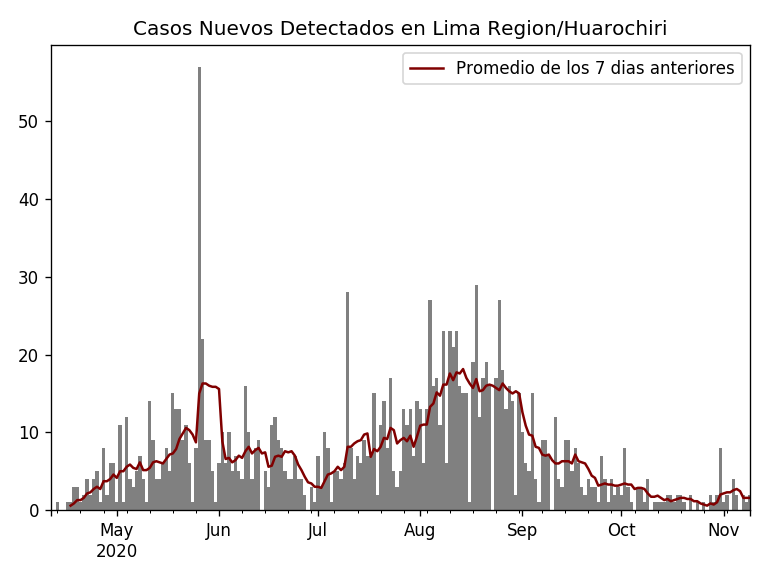 Casos Nuevos Detectados en Lima Region/Huarochiri
Promedio de los 7 dias anteriores
50
40
30
20
10
0
May Jun Jul Aug Sep Oct Nov
2020